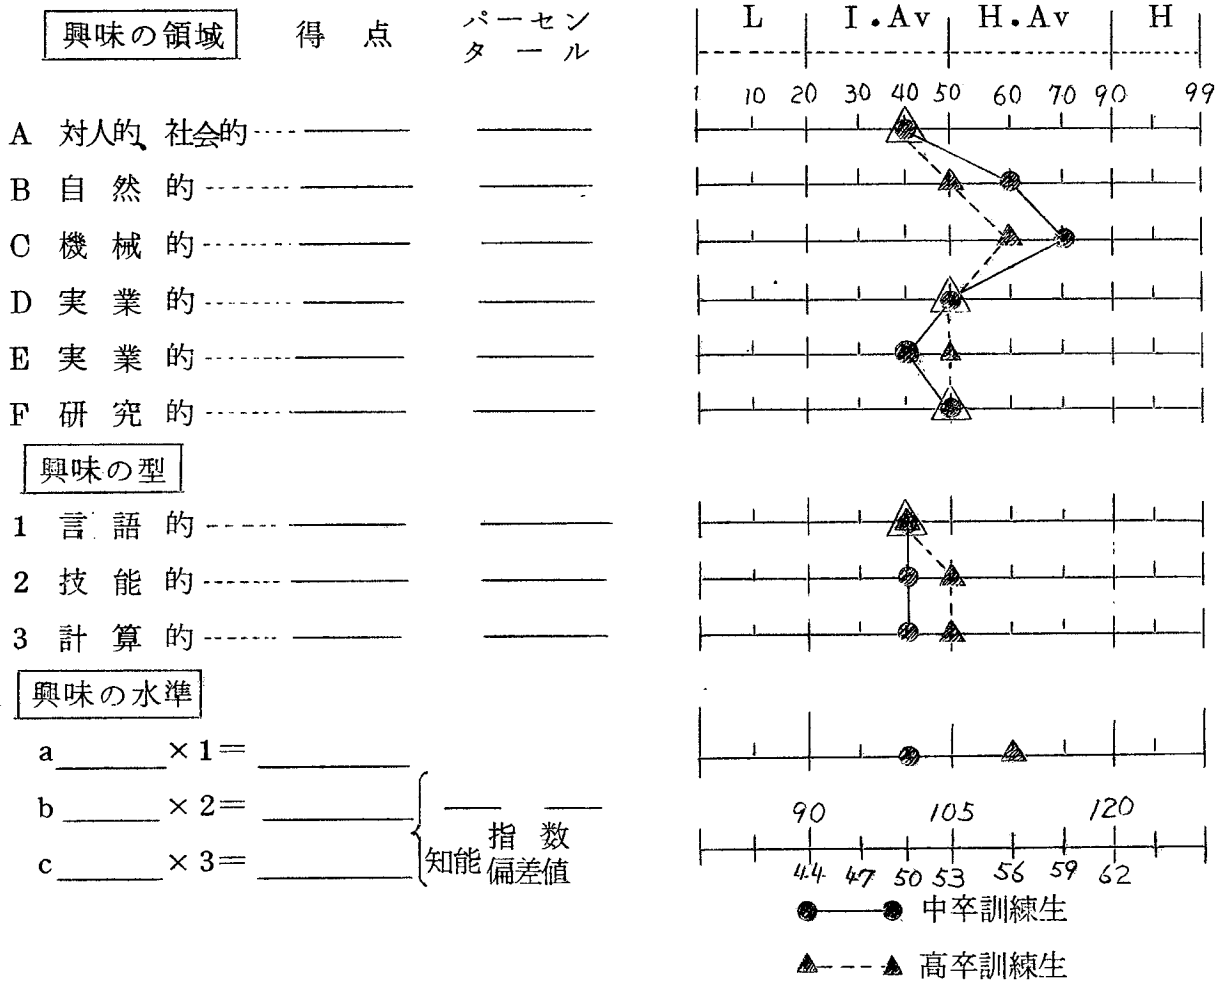 興味の領域 得点 パーセンタール L I.Av H.Av H
1 10 20 30 40 50 60 70 90 99
A 対人的、社会的
B 自然的
C 機械的
D 実業的
E 実業的
F 研究的
興味の型
1 言語的
2 技能的
3 計算的
興味の水準
a ×1=
b ×2=
c ×3=
指数
知能偏差値
90 105 120
44 47 50 53 56 59 62
中卒訓練生
高卒訓練生